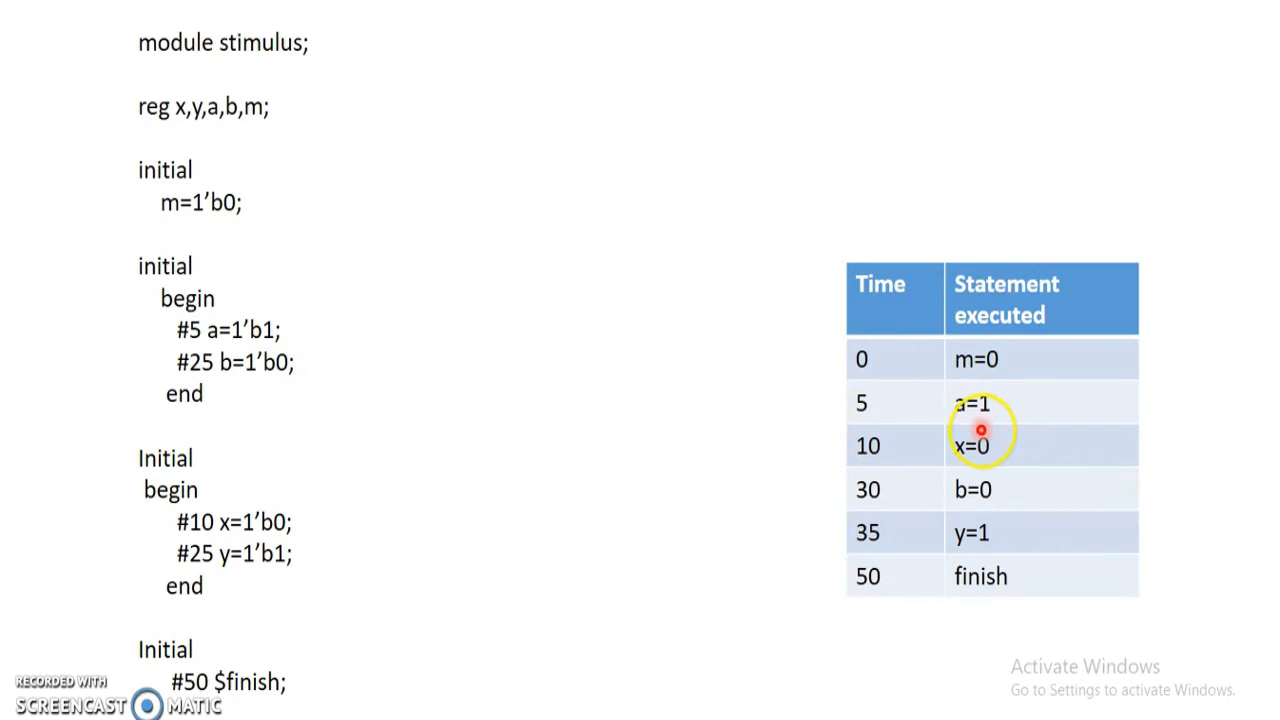 module stimulus;
reg x,y,a,b,m;
initial
m=1’b0;
initial
begin
#5 a=1’b1;
#25 b=1’b0;
end
Initial
begin
#10 x=1’b0;
#25 y=1’b1;
end
Initial
#50 $finish;
Time Statement
executed
0 m=0
5 a=1
10 x=0
30 b=0
35 y=1
50 finish
Activate Windows
Go to Settings to activate Windows.
RECORDED WITH
SCREENCAST MATIC